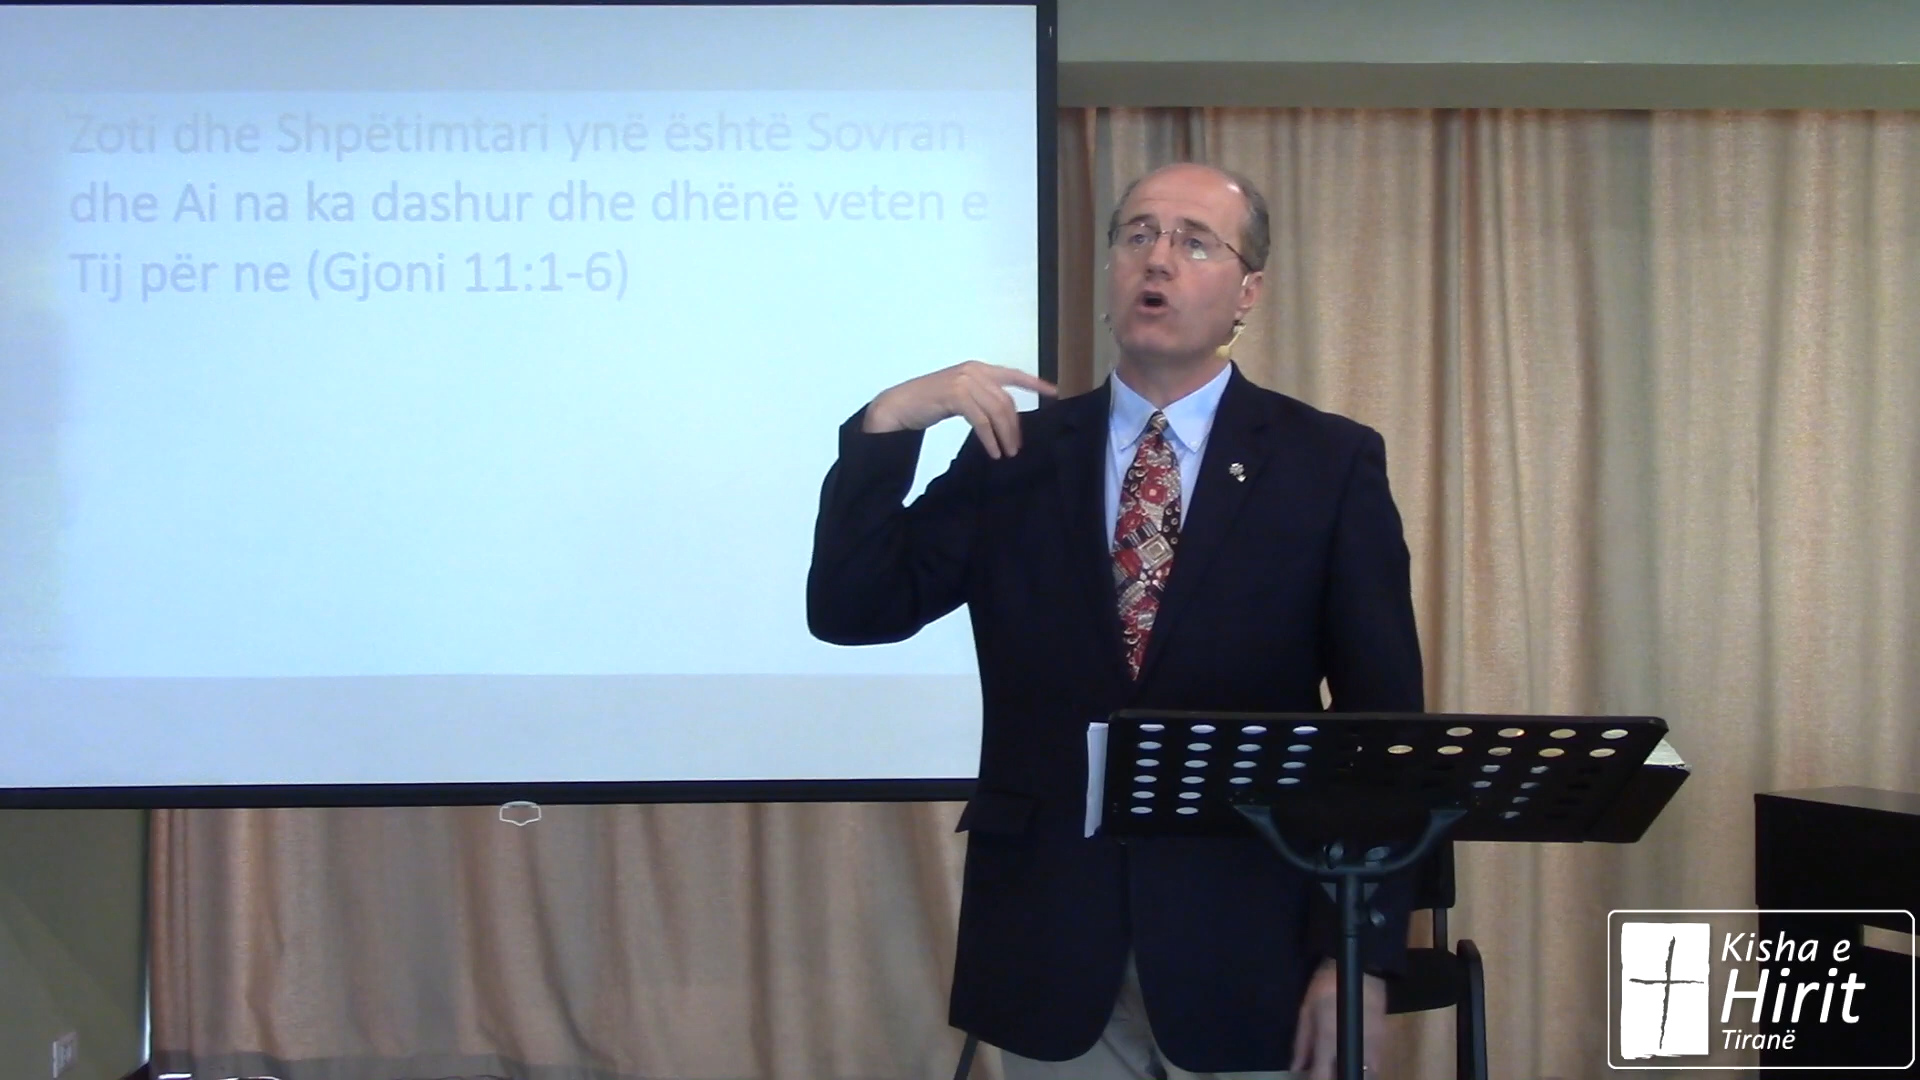 Zoti dhe Shpëtimtari ynë është Sovran
dhe Ai na ka dashur dhe dhënë veten e
Tij për ne (Gjoni 11:1-6)
Kisha e
Hirit
Tiranë